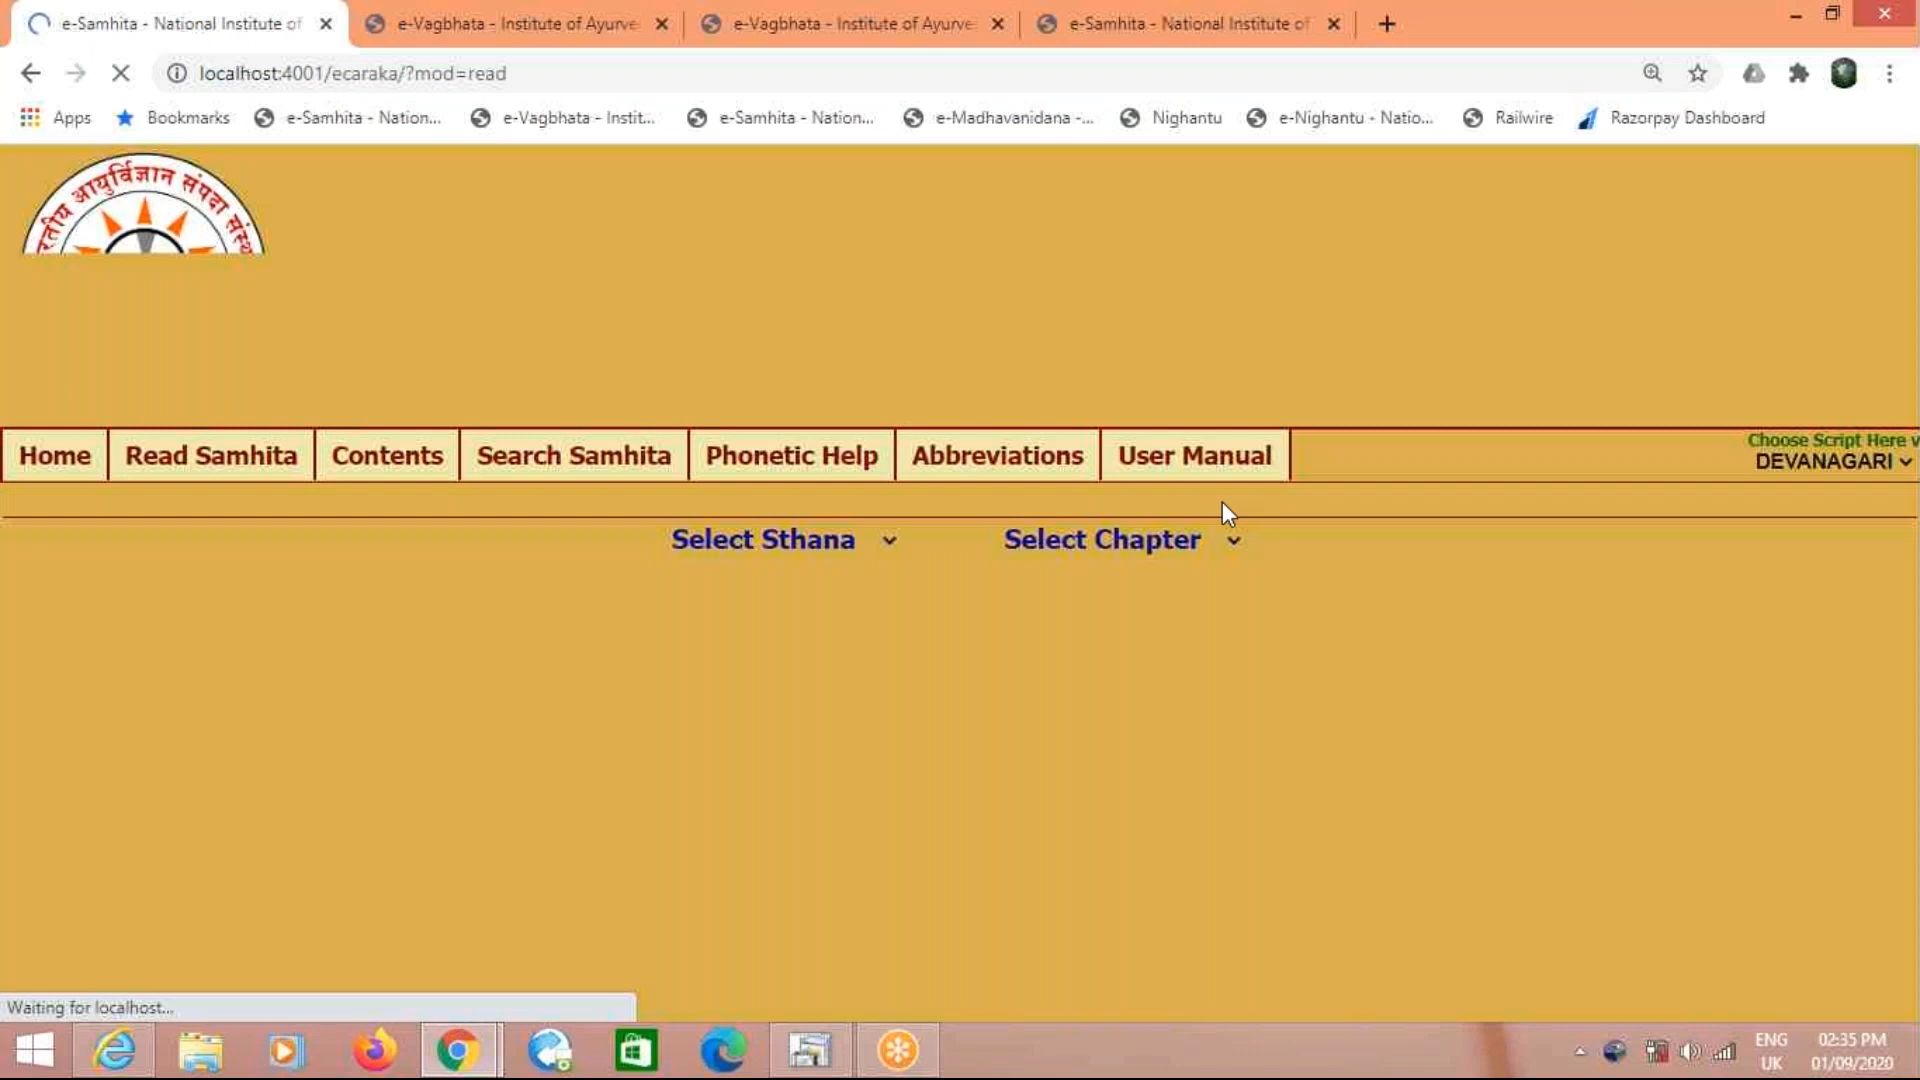 e-Samhita - National Institute of
e-Vagbhata - Institute of Ayurve
e-Vagbhata - Institute of Ayurve
e-Samhita - National Institute of
localhost:4001/ecaraka/?mod=read
Apps
Bookmarks
e-Samhita - Nation...
e-Vagbhata - Instit...
e-Samhita - Nation...
e-Madhavanidana -...
Nighantu
e-Nighantu - Natio...
Railwire
Razorpay Dashboard
रतीय आयुर्विज्ञान संपदा संस्थ
Home
Read Samhita
Contents
Search Samhita
Phonetic Help
Abbreviations
User Manual
Choose Script Here v
DEVANAGARI
Select Sthana
Select Chapter
Waiting for localhost...
ENG
UK
02:35 PM
01/09/2020